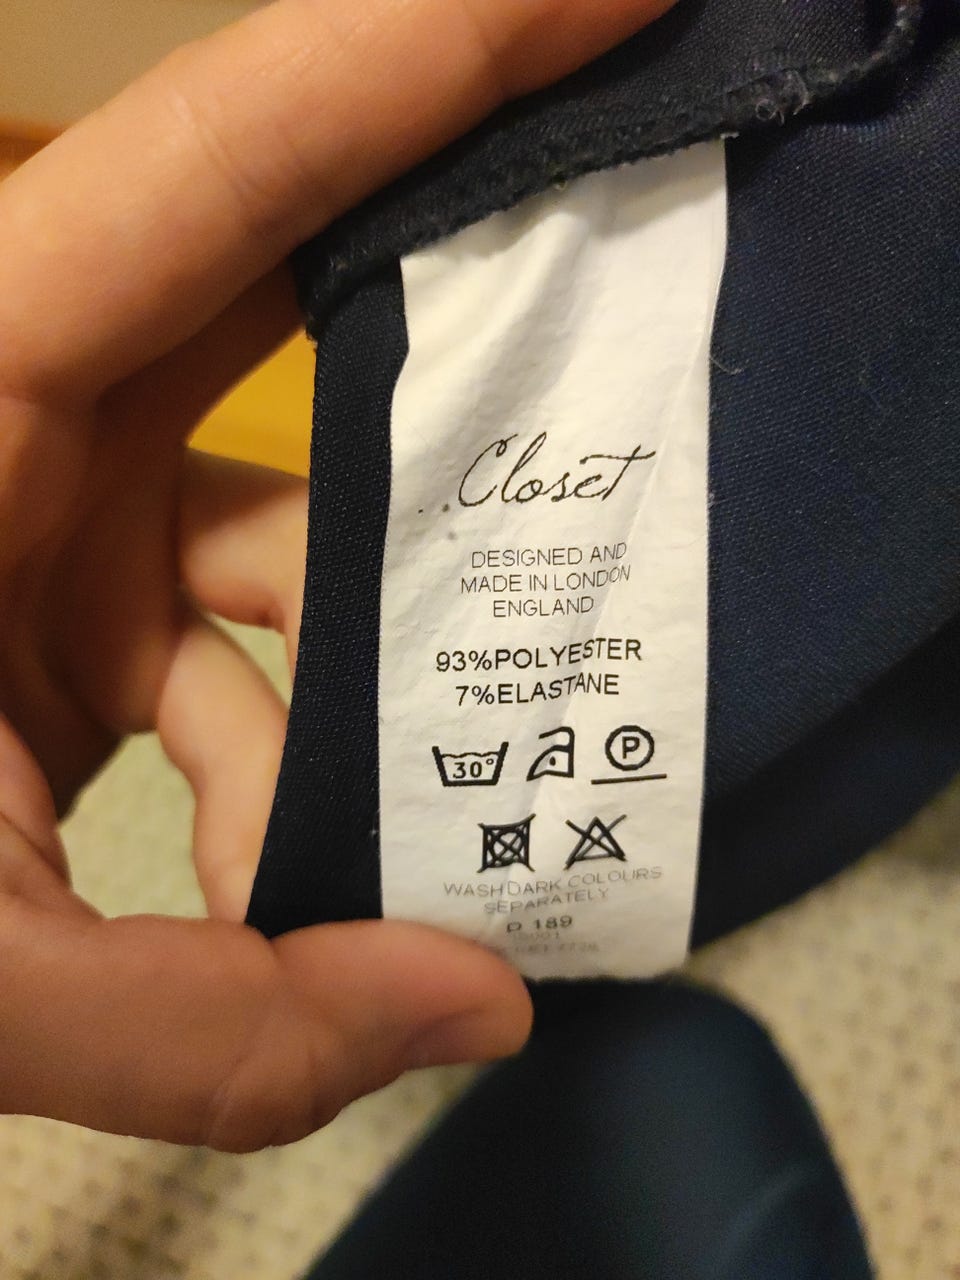 Closet
DESIGNED AND
MADE IN LONDON
ENGLAND
93%POLYESTER
7%ELASTANE
30°
P
WASH DARK COLOURS
SEPARATELY
D 189